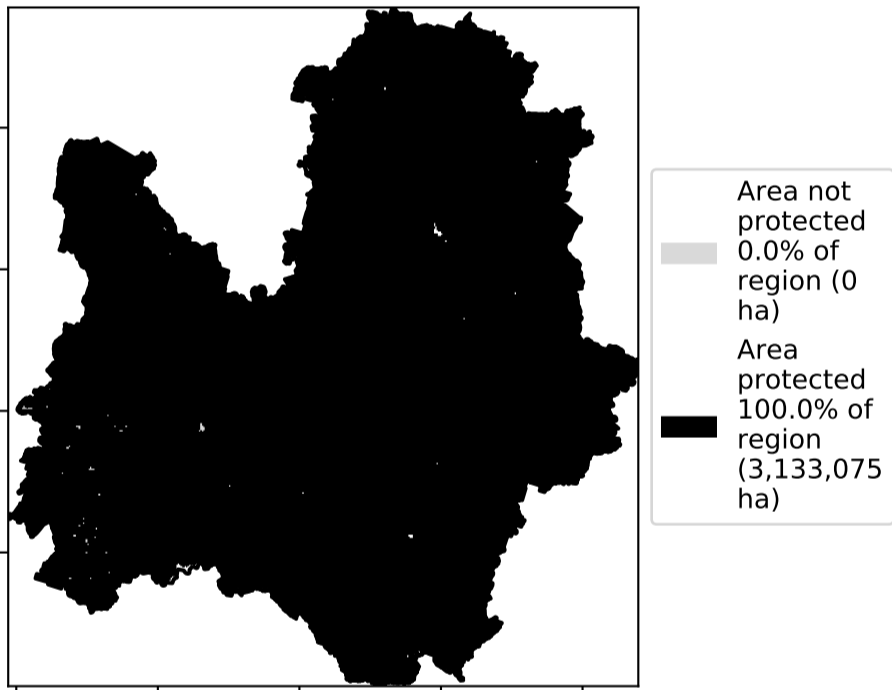 Area not
protected
0.0% of
region (0
ha)
Area
protected
100.0% of
region
(3,133,075
ha)